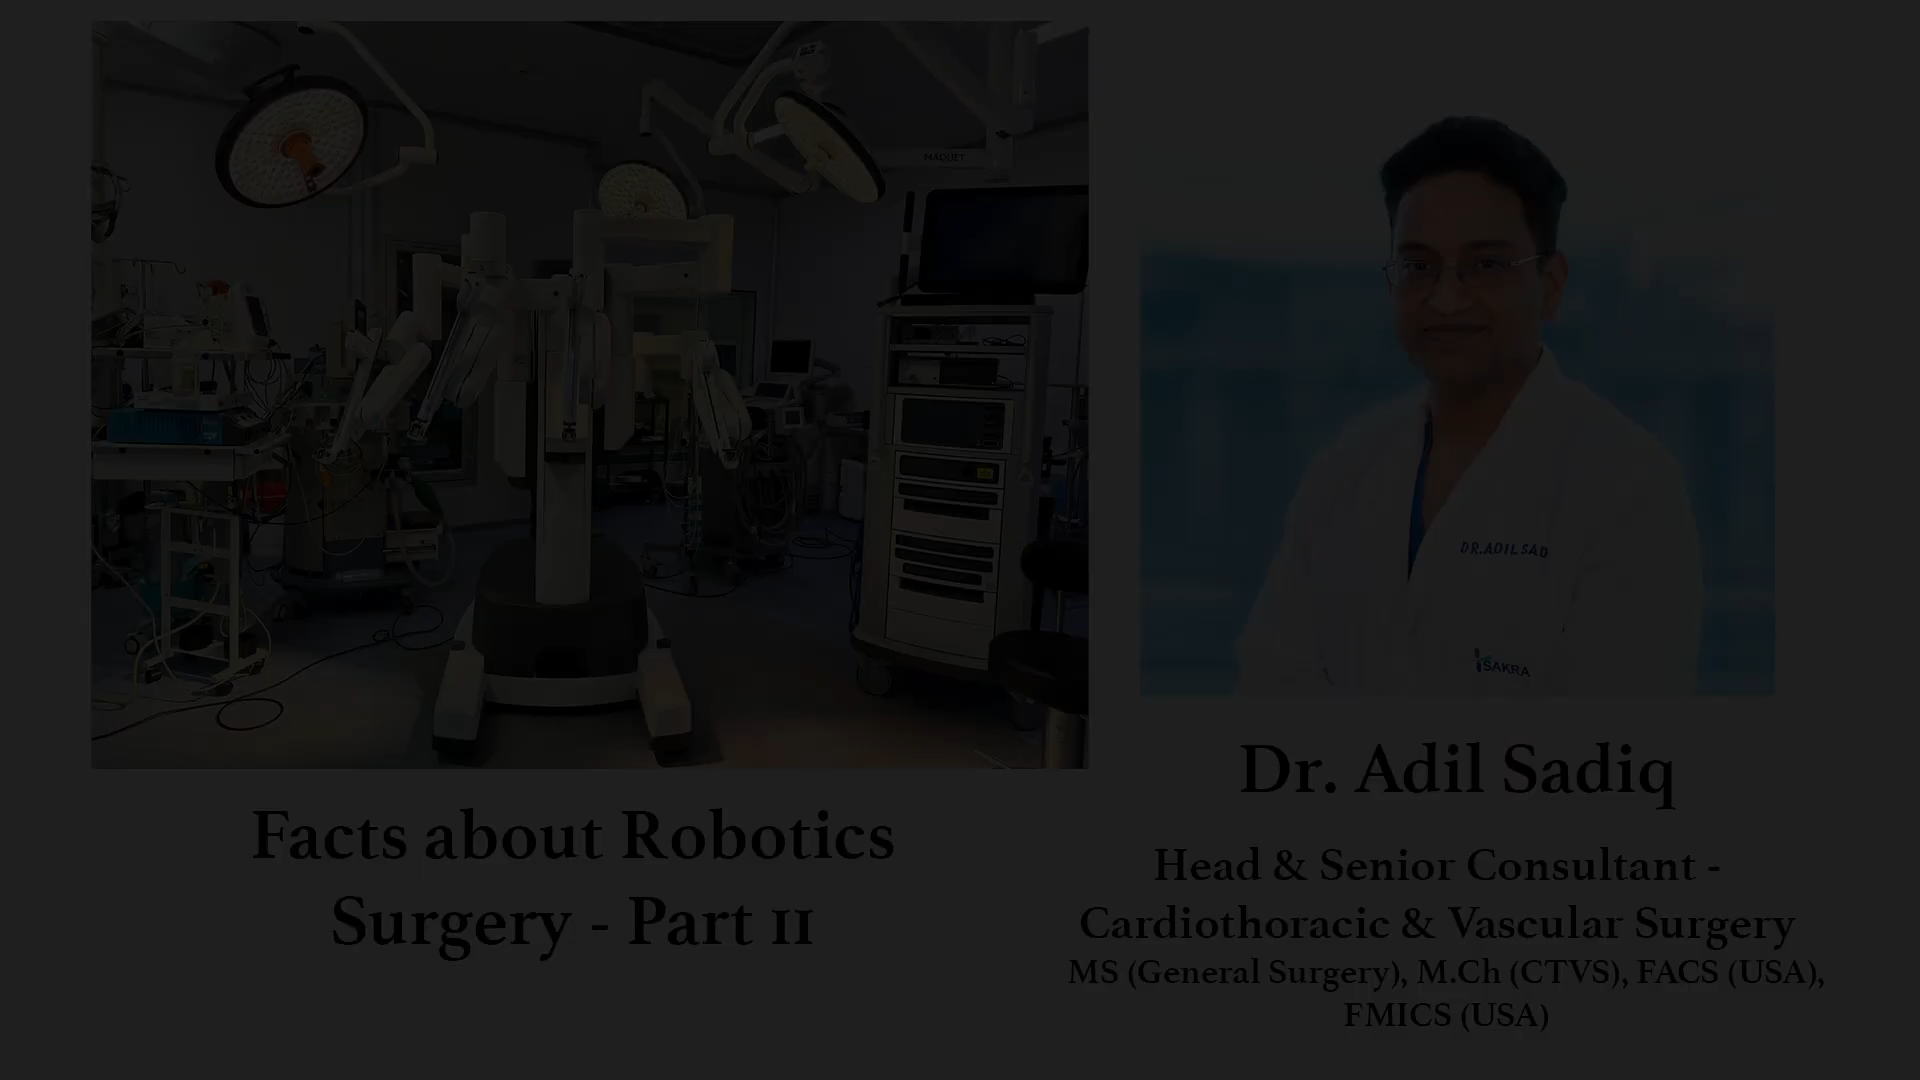 MAQUET
DR.ADIL SAD
SAKRA
Facts about Robotics
Surgery - Part II
Dr. Adil Sadiq
Head & Senior Consultant -
Cardiothoracic & Vascular Surgery
MS (General Surgery), M.Ch (CTVS), FACS (USA),
FMICS (USA)